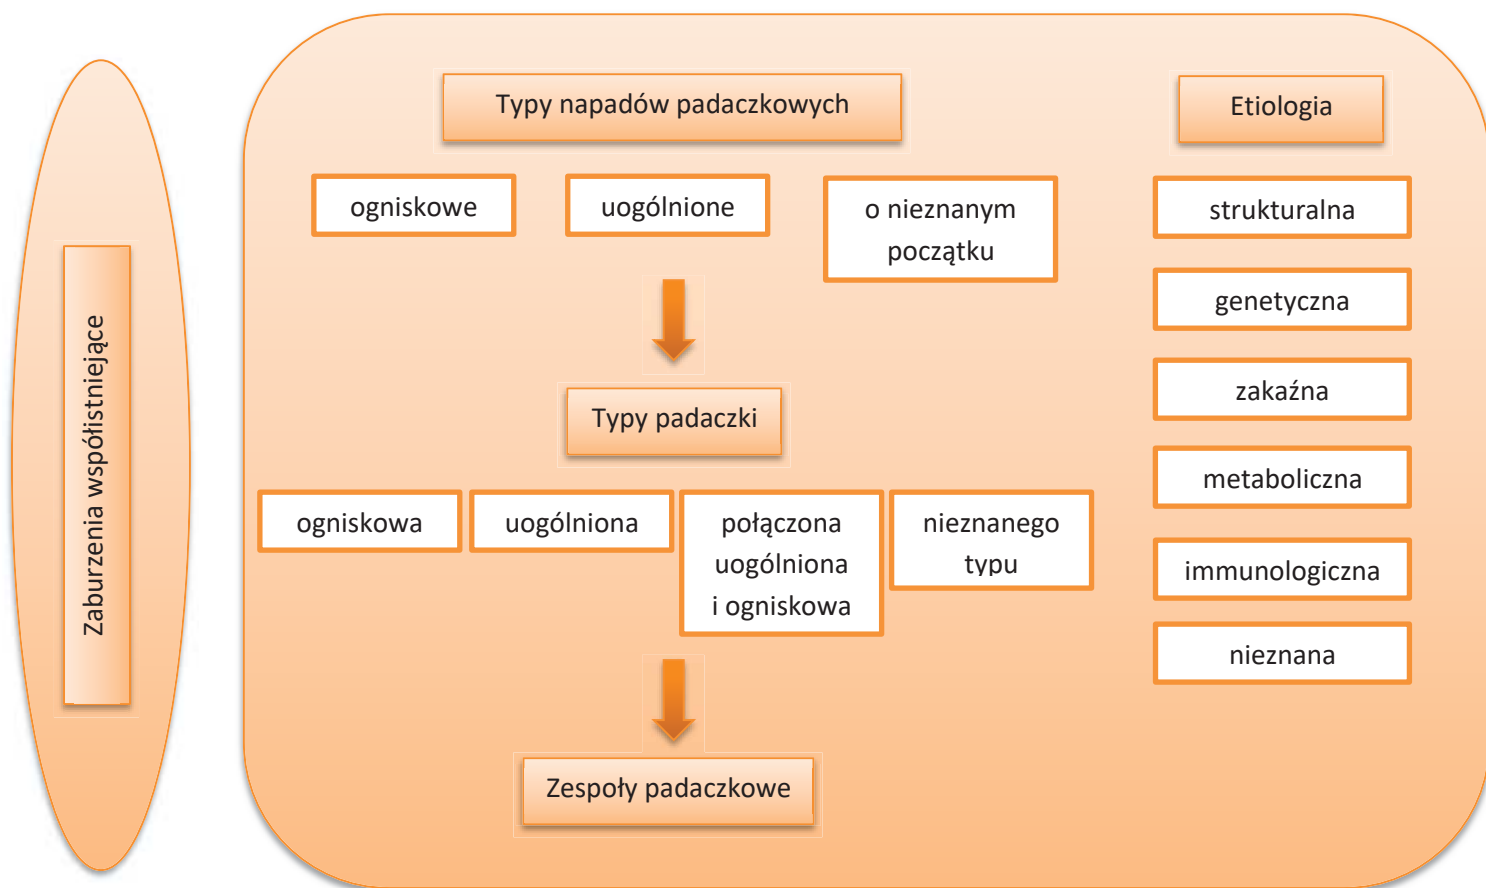 Zaburzenia współistniejące
Typy napadów padaczkowych
ogniskowe
uogólnione
o nieznanym
początku
Typy padaczki
ogniskowa
uogólniona
połączona
uogólniona
i ogniskowa
nieznanego
typu
Zespoły padaczkowe
Etiologia
strukturalna
genetyczna
zakaźna
metaboliczna
immunologiczna
nieznana